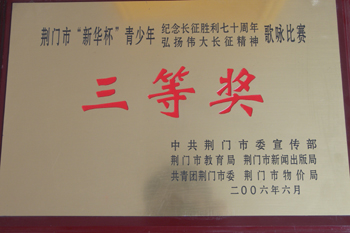 荆门市“新华杯”青少年 纪念长征胜利七十周年 弘扬伟大长征精神 歌咏比赛
三等奖
中共荆门市委宣传部
荆门市教育局 荆门市新闻出版局
共青团荆门市委 荆门市物价局
二00六年六月